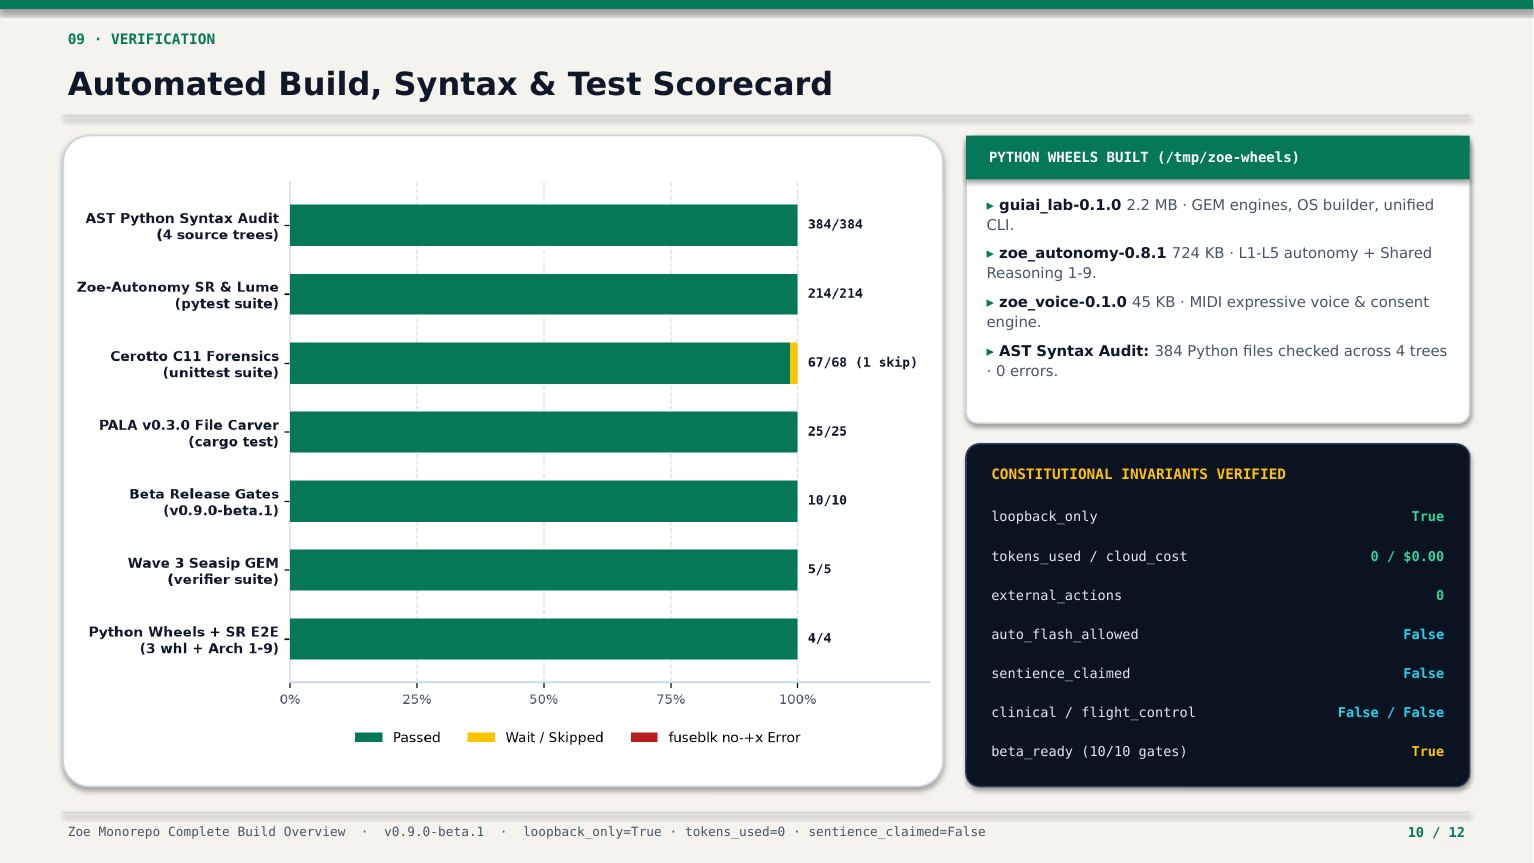 09 · VERIFICATION
Automated Build, Syntax & Test Scorecard
AST Python Syntax Audit
(4 source trees)
384/384
Zoe-Autonomy SR & Lume
(pytest suite)
214/214
Cerotto C11 Forensics
(unittest suite)
67/68 (1 skip)
PALA v0.3.0 File Carver
(cargo test)
25/25
Beta Release Gates
(v0.9.0-beta.1)
10/10
Wave 3 Seasip GEM
(verifier suite)
5/5
Python Wheels + SR E2E
(3 whl + Arch 1-9)
4/4
0% 25% 50% 75% 100%
Passed Wait / Skipped fuseblk no-+x Error
PYTHON WHEELS BUILT (/tmp/zoe-wheels)
▸ guiai_lab-0.1.0 2.2 MB · GEM engines, OS builder, unified
CLI.
▸ zoe_autonomy-0.8.1 724 KB · L1-L5 autonomy + Shared
Reasoning 1-9.
▸ zoe_voice-0.1.0 45 KB · MIDI expressive voice & consent
engine.
▸ AST Syntax Audit: 384 Python files checked across 4 trees
· 0 errors.
CONSTITUTIONAL INVARIANTS VERIFIED
loopback_only True
tokens_used / cloud_cost 0 / $0.00
external_actions 0
auto_flash_allowed False
sentience_claimed False
clinical / flight_control False / False
beta_ready (10/10 gates) True
Zoe Monorepo Complete Build Overview · v0.9.0-beta.1 · loopback_only=True · tokens_used=0 · sentience_claimed=False
10 / 12